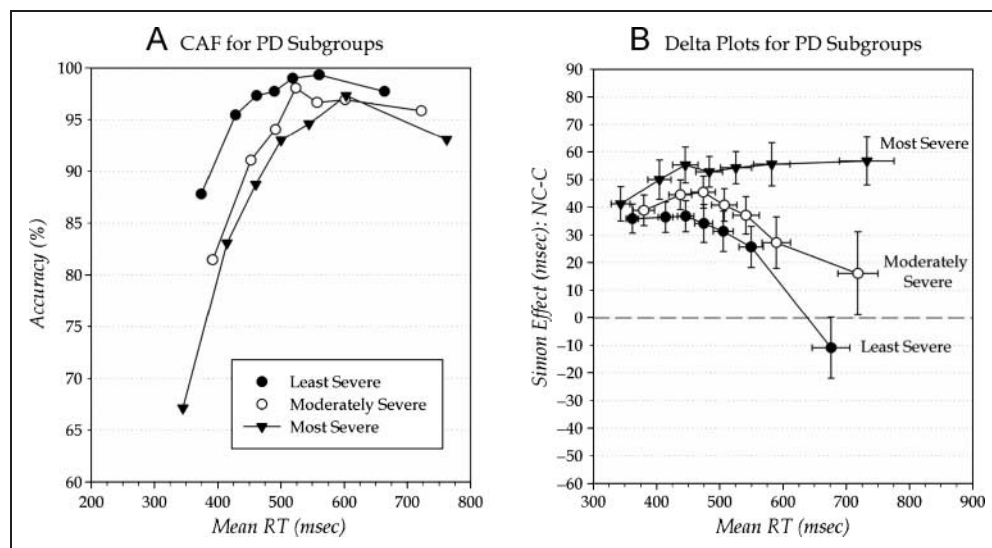 A CAF for PD Subgroups
100
95
90
85
80
75
70
65
60
Accuracy (%)
Least Severe
Moderately Severe
Most Severe
200 300 400 500 600 700 800
Mean RT (msec)
B Delta Plots for PD Subgroups
90
80
70
60
50
40
30
20
10
0
–10
–20
–30
–40
–50
–60
Simon Effect (msec): NC-C
Most Severe
Moderately
Severe
Least Severe
300 400 500 600 700 800 900
Mean RT (msec)